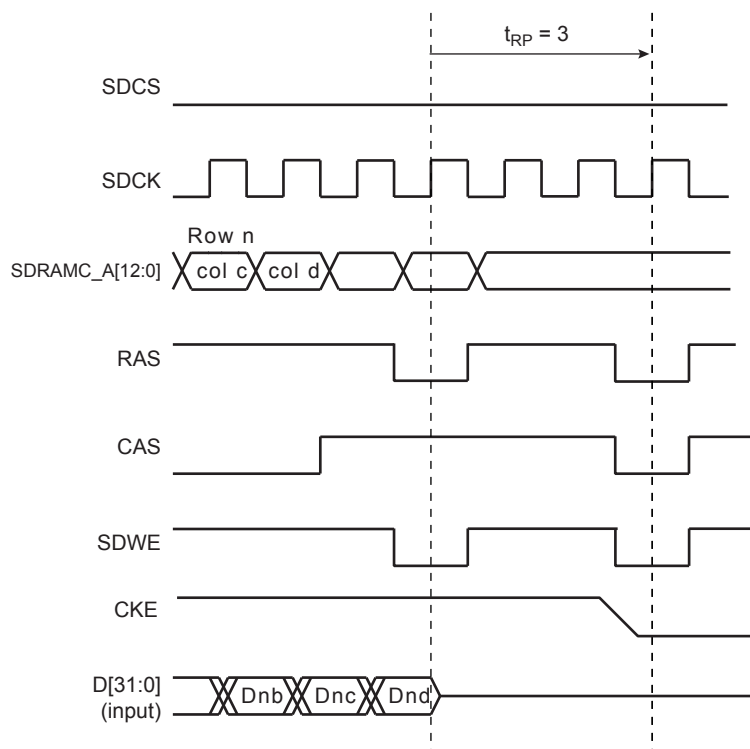 t_RP = 3
SDCS
SDCK
Row n
SDRAMC_A[12:0]
col c
col d
RAS
CAS
SDWE
CKE
D[31:0]
(input)
Dnb
Dnc
Dnd